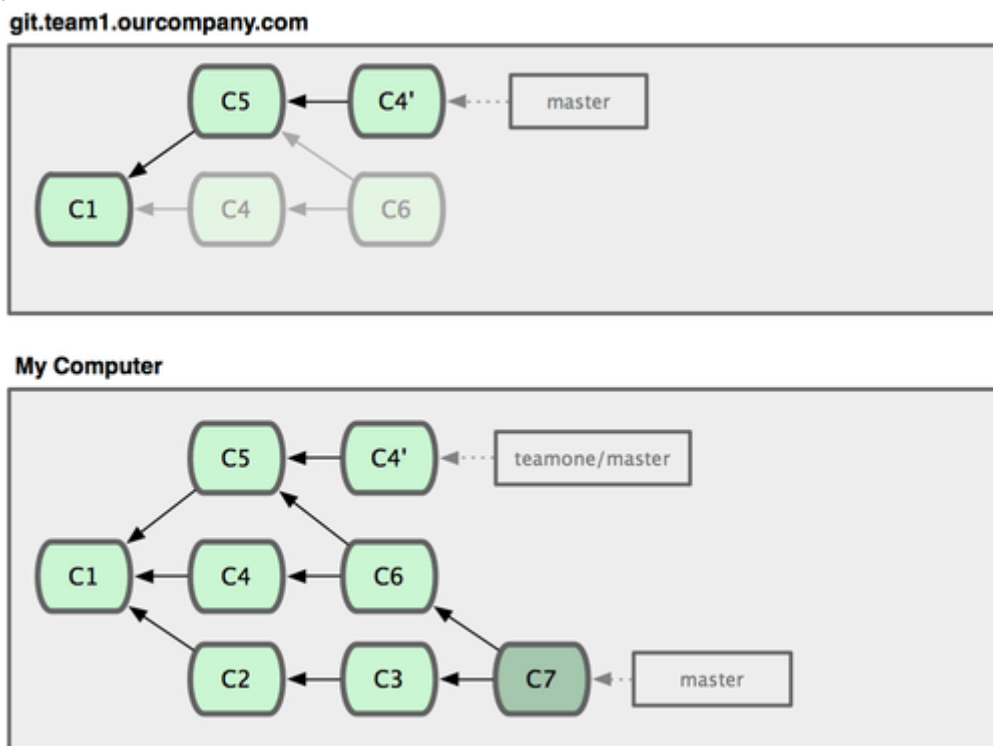 git.team1.ourcompany.com
C5 C4' master
C1 C4 C6
My Computer
C5 C4' teamone/master
C1 C4 C6
C2 C3 C7 master